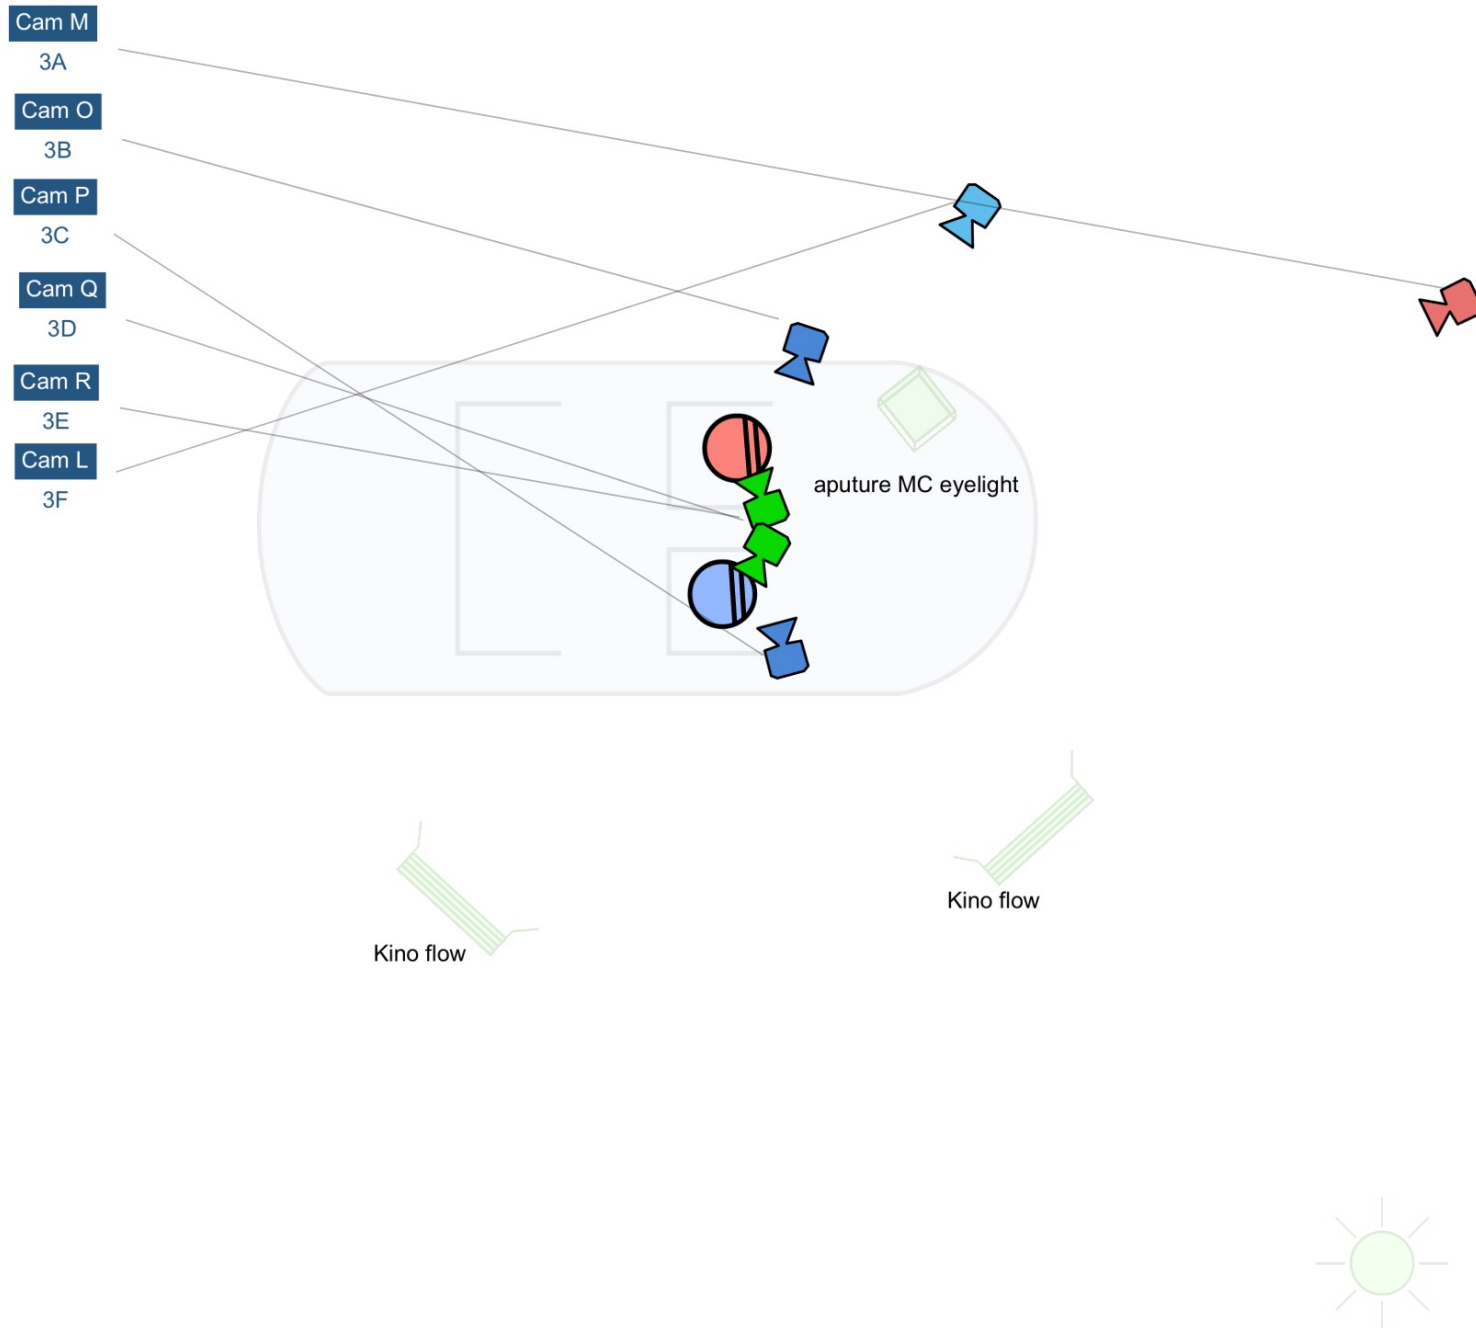 Cam M
3A
Cam O
3B
Cam P
3C
Cam Q
3D
Cam R
3E
Cam L
3F
aputure MC eyelight
Kino flow
Kino flow